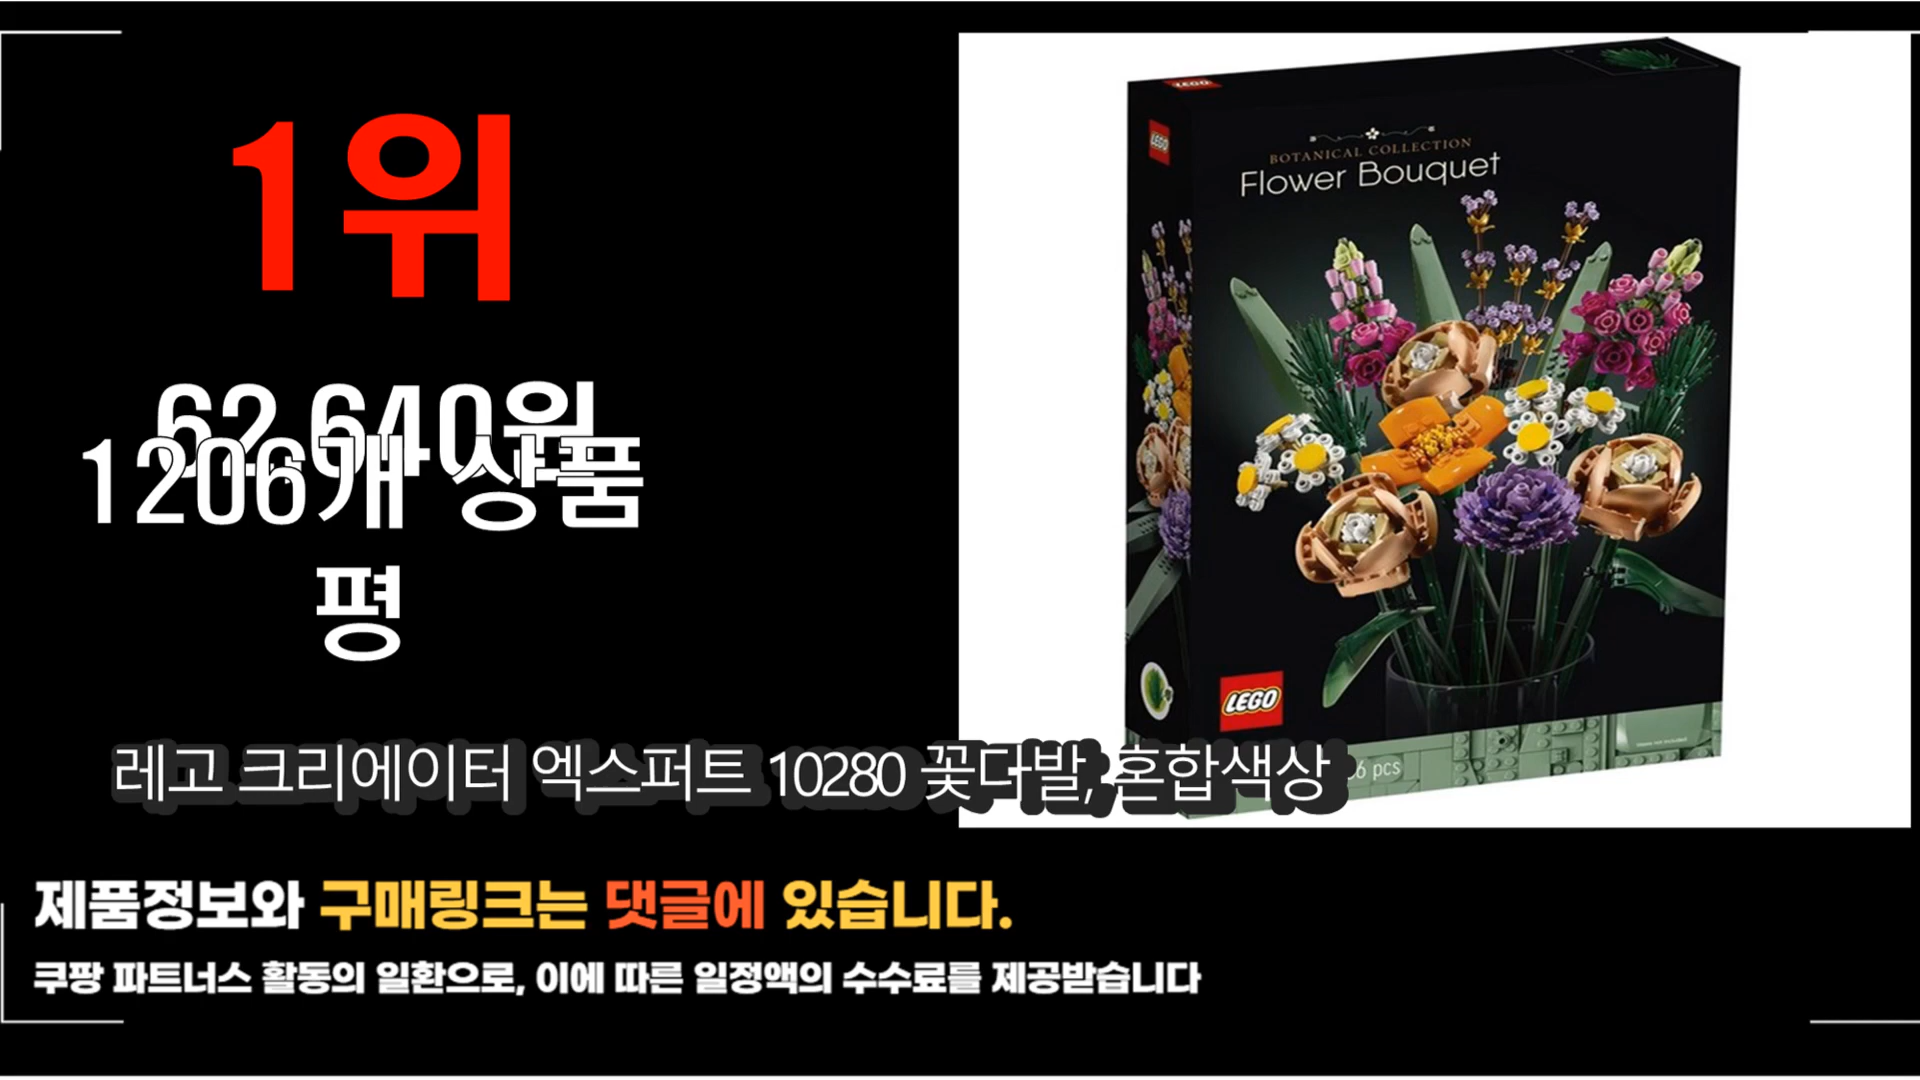 1위
62,640원
1206개 상품
평
LEGO
LEGO
BOTANICAL COLLECTION
Flower Bouquet
LEGO
6 pcs
레고 크리에이터 엑스퍼트 10280 꽃다발, 혼합색상
제품정보와 구매링크는 댓글에 있습니다.
쿠팡 파트너스 활동의 일환으로, 이에 따른 일정액의 수수료를 제공받습니다